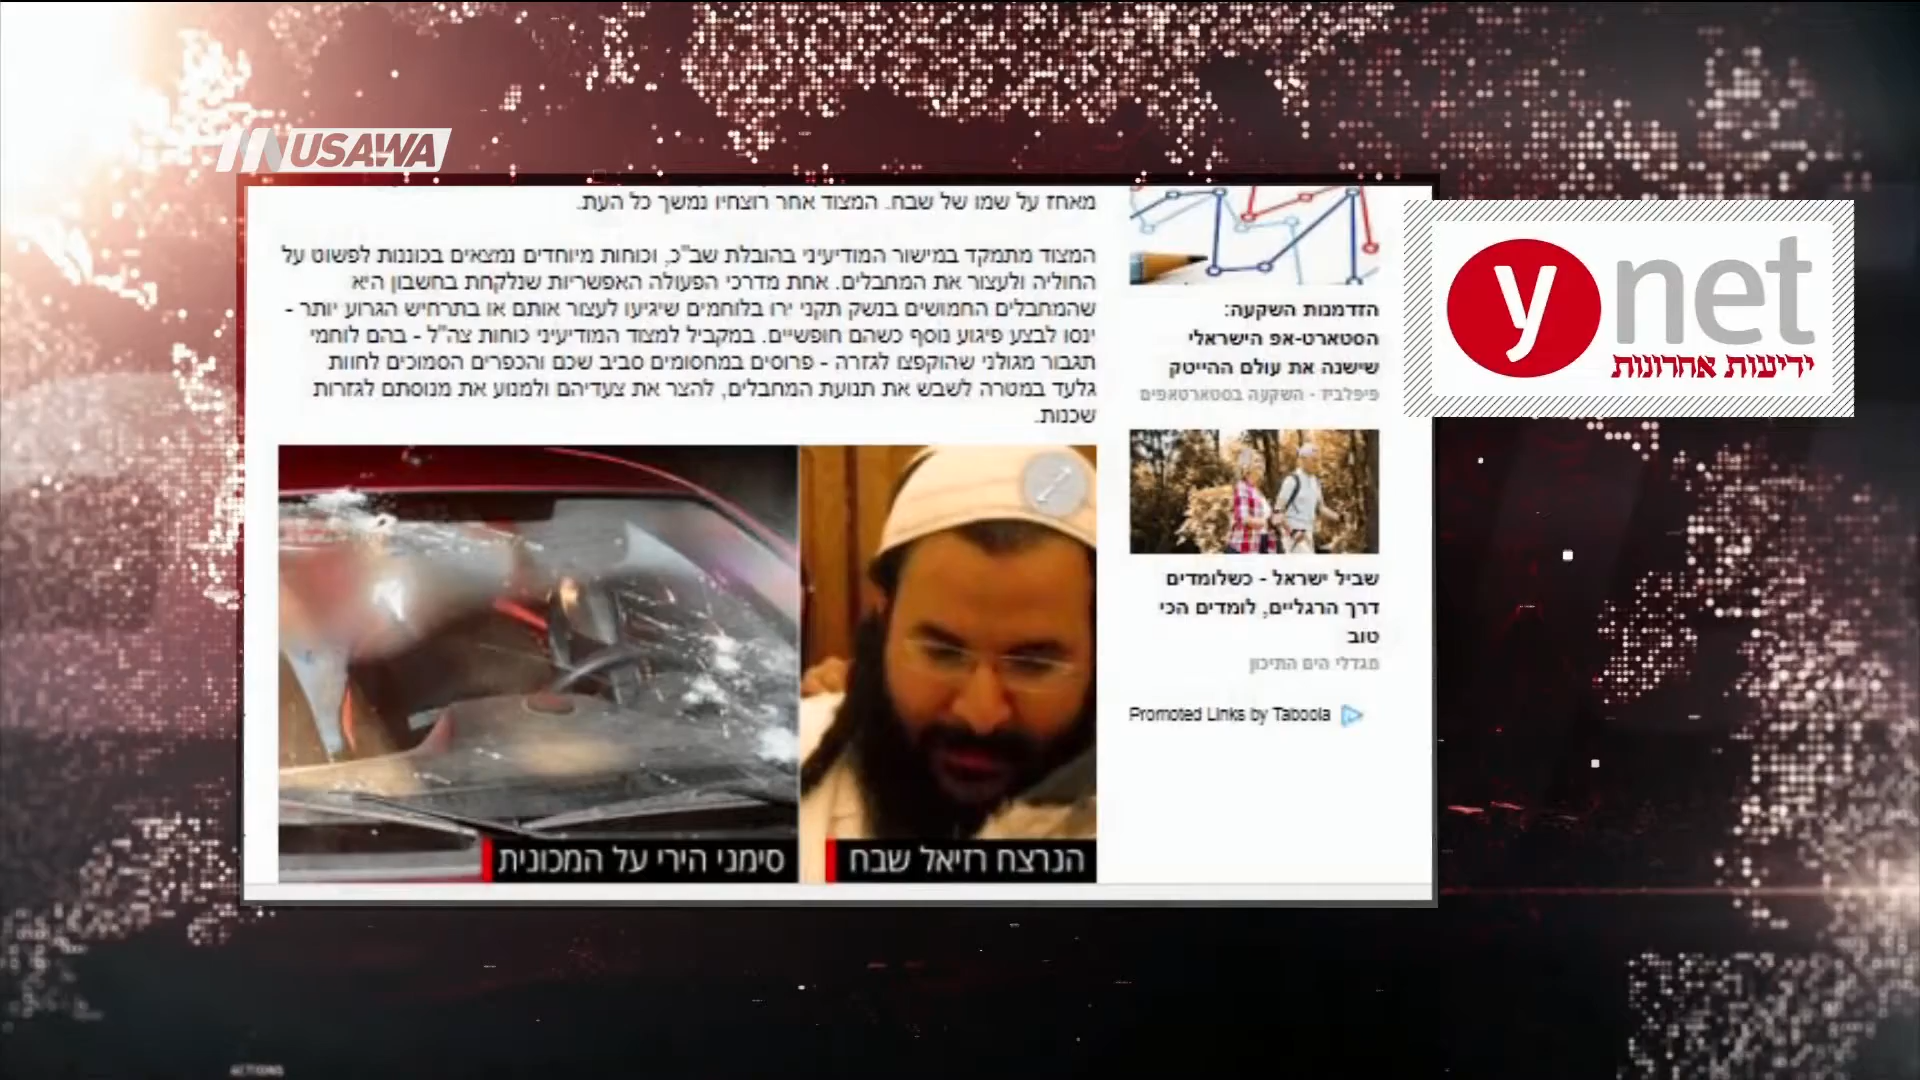 MUSAWA
ynet
ידיעות אחרונות
מאחז על שמו של שבח. המצוד אחר רוצחיו נמשך כל העת.
המצוד מתמקד במישור המודיעיני בהובלת שב"כ, וכוחות מיוחדים נמצאים בכוננות לפשוט על
החוליה ולעצור את המחבלים. אחת מדרכי הפעולה האפשריות שנלקחת בחשבון היא
שהמחבלים החמושים בנשק תקני ירו בלוחמים שיגיעו לעצור אותם או בתרחיש הגרוע יותר -
ינסו לבצע פיגוע נוסף כשהם חופשיים. במקביל למצוד המודיעיני כוחות צה"ל - בהם לוחמי
תגבור מגולני שהוקפצו לגזרה - פרוסים במחסומים סביב שכם והכפרים הסמוכים לחוות
גלעד במטרה לשבש את תנועת המחבלים, להצר את צעדיהם ולמנוע את מנוסתם לגזרות
שכנות.
הנרצח רזיאל שבח
סימני הירי על המכונית
הזדמנות השקעה:
הסטארט-אפ הישראלי
שישנה את עולם ההייטק
פיפלביז - השקעה בסטארטאפים
שביל ישראל - כשלומדים
דרך הרגליים, לומדים הכי
טוב
מגדלי הים התיכון
Promoted Links by Taboola
ACTIONS